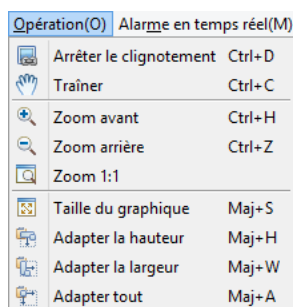 Opération(O) Alarme en temps réel(M)
Arrêter le clignotement Ctrl+D
Traîner Ctrl+C
Zoom avant Ctrl+H
Zoom arrière Ctrl+Z
Zoom 1:1
Taille du graphique Maj+S
Adapter la hauteur Maj+H
Adapter la largeur Maj+W
Adapter tout Maj+A